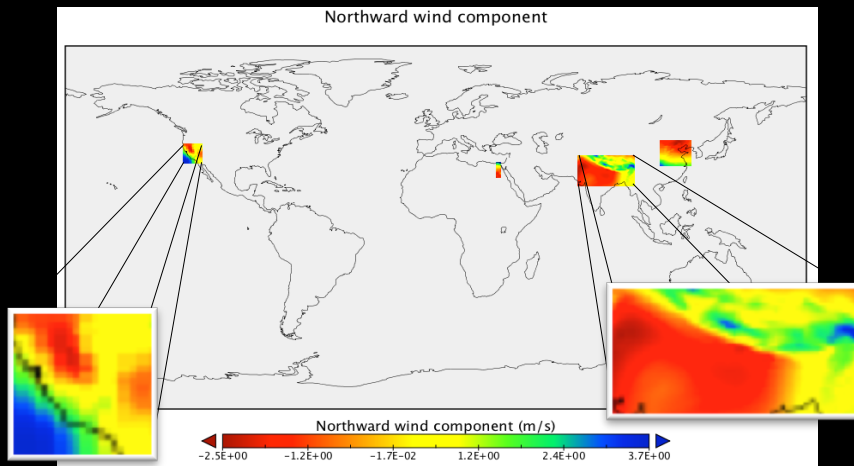 Northward wind component
Northward wind component (m/s)
−2.5E+00 −1.2E+00 −1.7E-02 1.2E+00 2.4E+00 3.7E+00